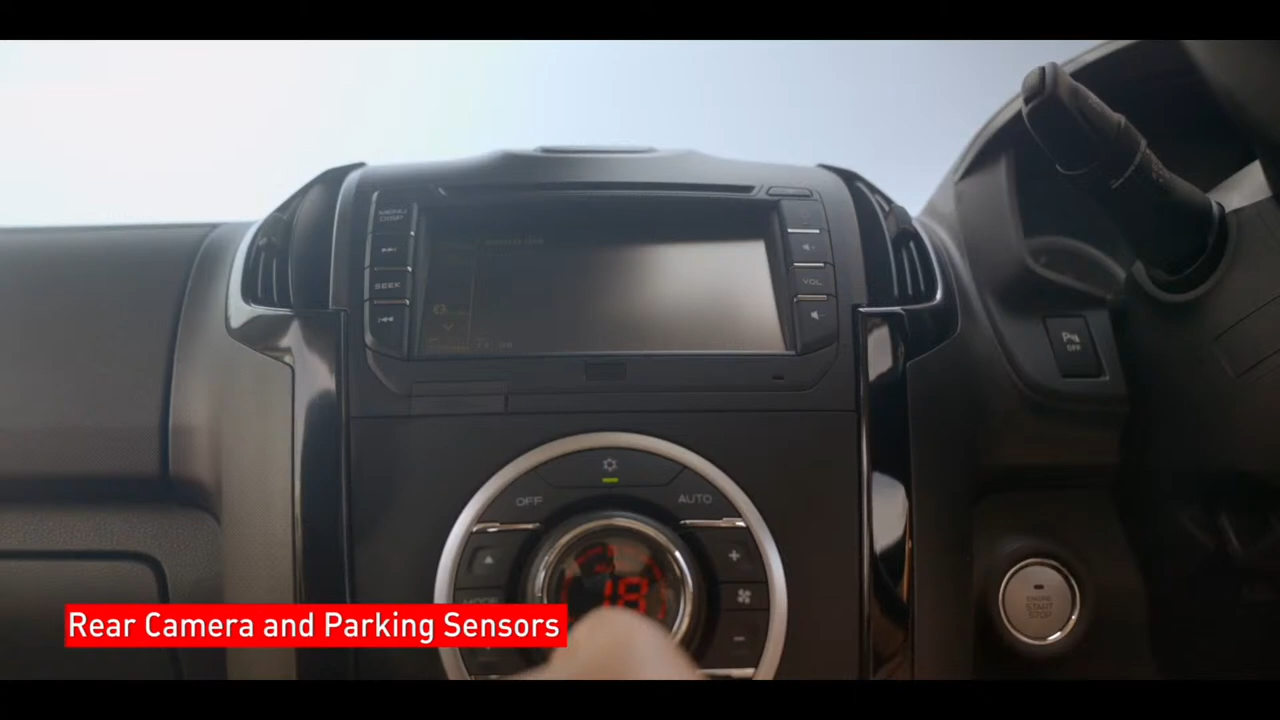 MENU
DISP
SEEK
VOL
OFF
OFF
AUTO
MODE
18
ENGINE
START
STOP
Rear Camera and Parking Sensors